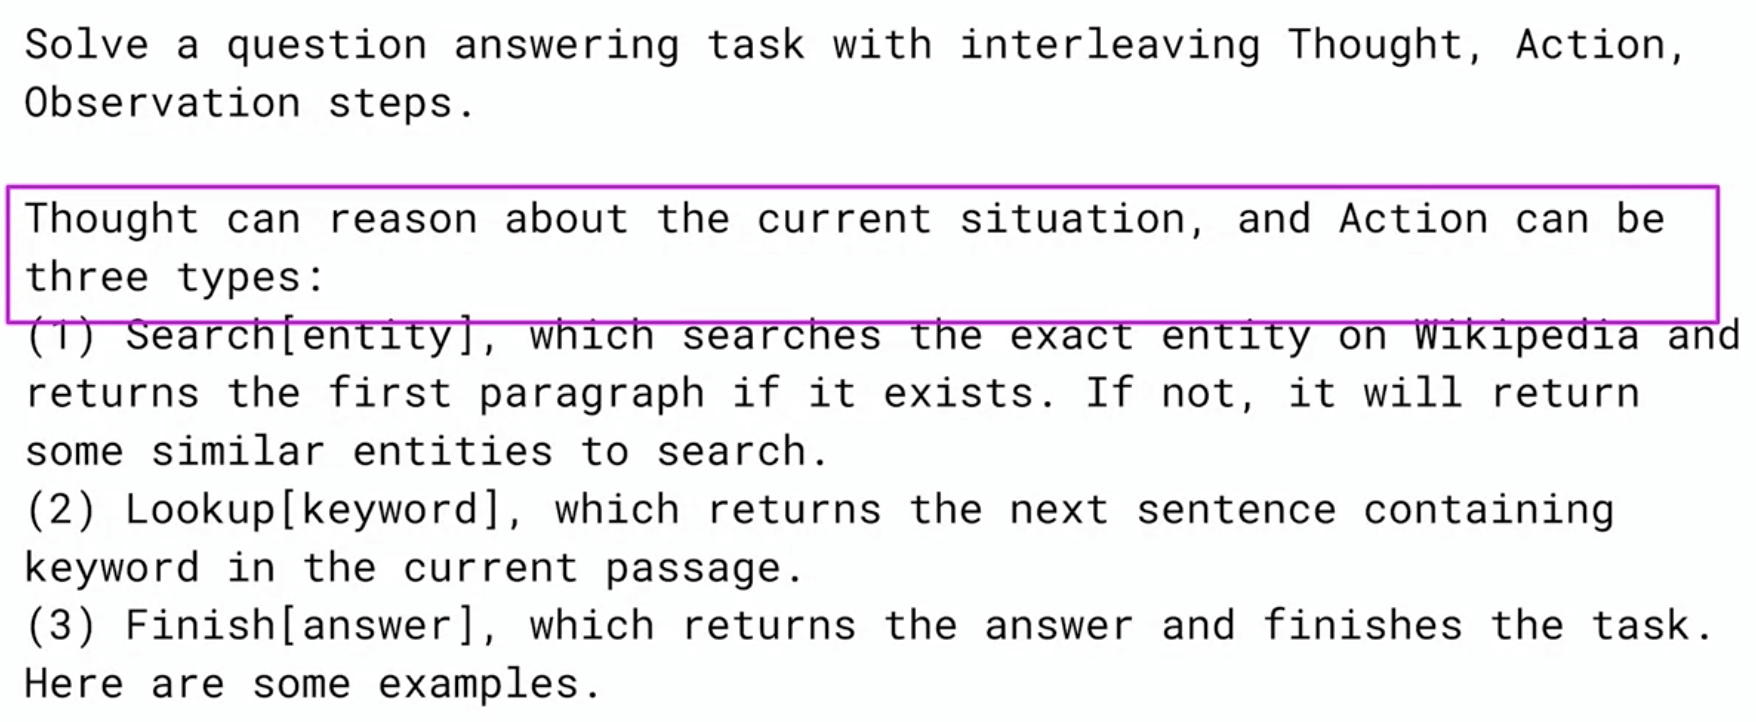 Solve a question answering task with interleaving Thought, Action,
Observation steps.
Thought can reason about the current situation, and Action can be
three types:
(1) Search[entity], which searches the exact entity on Wikipedia and
returns the first paragraph if it exists. If not, it will return
some similar entities to search.
(2) Lookup[keyword], which returns the next sentence containing
keyword in the current passage.
(3) Finish[answer], which returns the answer and finishes the task.
Here are some examples.